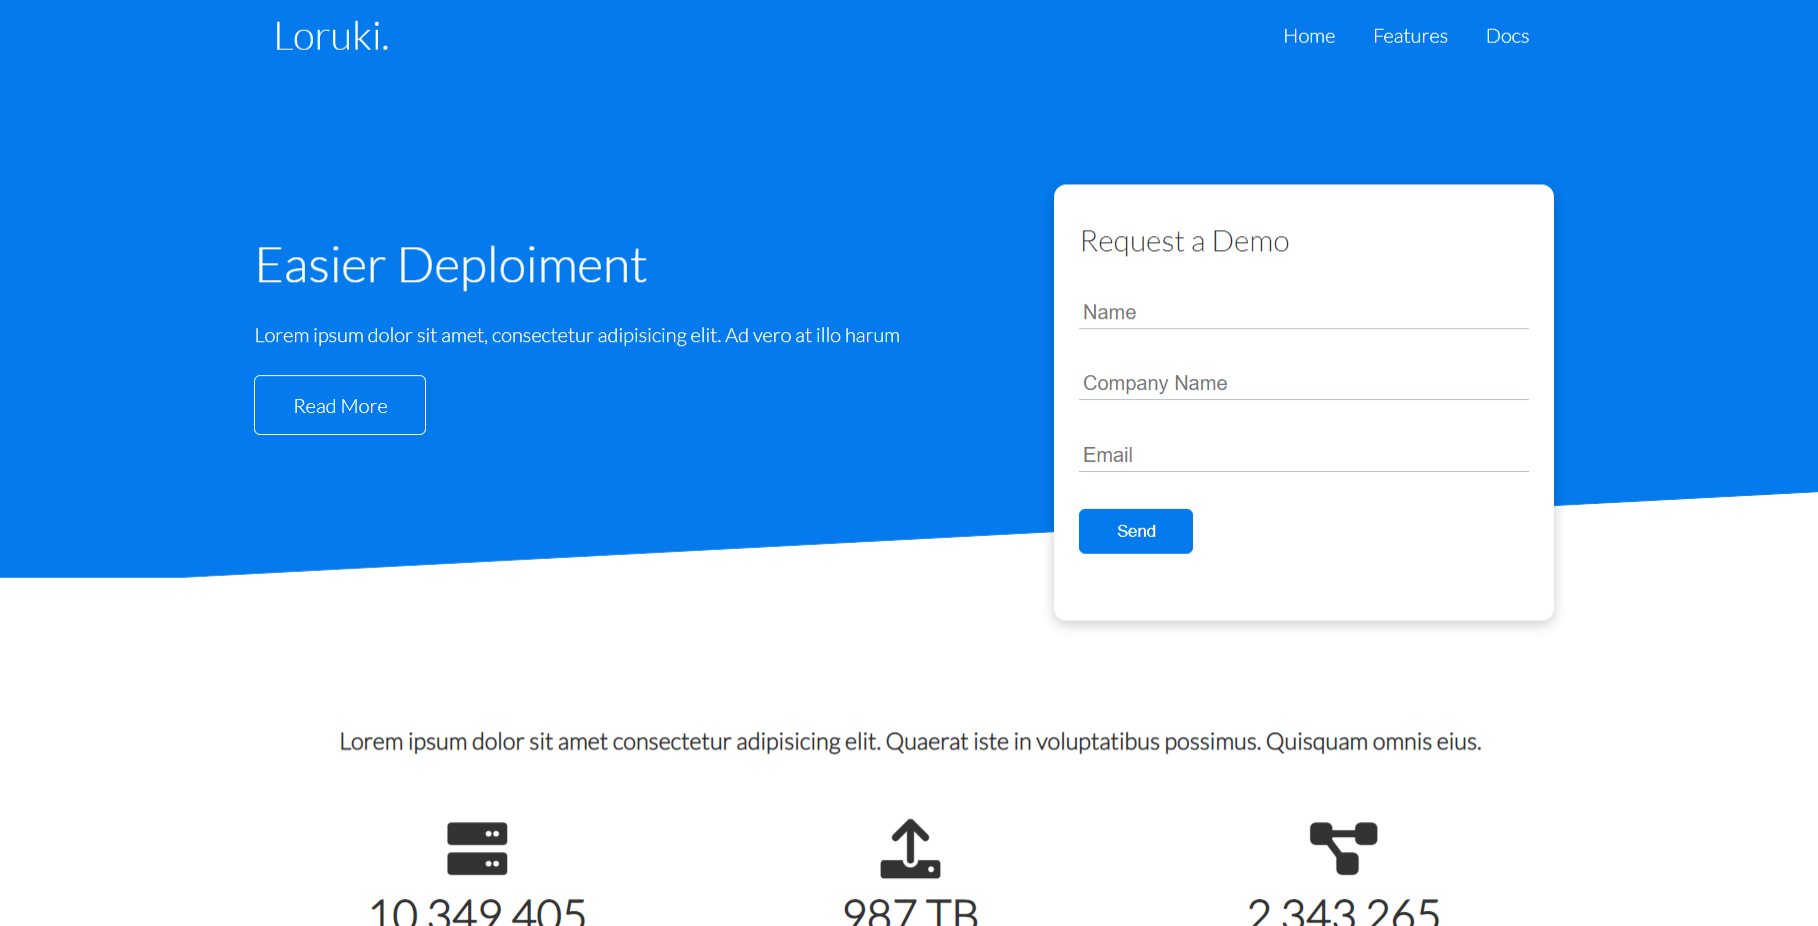 Loruki.
Home Features Docs
Easier Deploiment
Lorem ipsum dolor sit amet, consectetur adipisicing elit. Ad vero at illo harum
Read More
Request a Demo
Name
Company Name
Email
Send
Lorem ipsum dolor sit amet consectetur adipisicing elit. Quaerat iste in voluptatibus possimus. Quisquam omnis eius.
10 349 405 987 TB 2 343 265